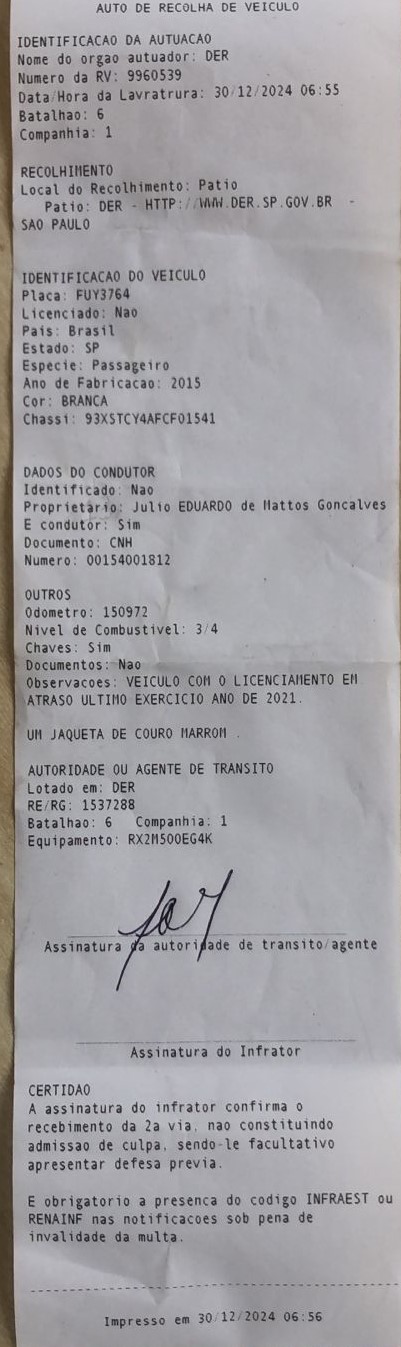 AUTO DE RECOLHA DE VEICULO
IDENTIFICACAO DA AUTUACAO
Nome do orgao autuador: DER
Numero da RV: 9960539
Data/Hora da Lavratrura: 30/12/2024 06:55
Batalhao: 6
Companhia: 1
RECOLHIMENTO
Local do Recolhimento: Patio
Patio: DER - HTTP://WWW.DER.SP.GOV.BR -
SAO PAULO
IDENTIFICACAO DO VEICULO
Placa: FUY3764
Licenciado: Nao
Pais: Brasil
Estado: SP
Especie: Passageiro
Ano de Fabricacao: 2015
Cor: BRANCA
Chassi: 93XSTCY4AFCF01541
DADOS DO CONDUTOR
Identificado: Nao
Proprietario: Julio EDUARDO de Mattos Goncalves
E condutor: Sim
Documento: CNH
Numero: 00154001812
OUTROS
Odometro: 150972
Nivel de Combustivel: 3/4
Chaves: Sim
Documentos: Nao
Observacoes: VEICULO COM O LICENCIAMENTO EM
ATRASO ULTIMO EXERCICIO ANO DE 2021.
UM JAQUETA DE COURO MARROM .
AUTORIDADE OU AGENTE DE TRANSITO
Lotado em: DER
RE/RG: 1537288
Batalhao: 6 Companhia: 1
Equipamento: RX2M500EG4K
Assinatura da autoridade de transito/agente
Assinatura do Infrator
CERTIDAO
A assinatura do infrator confirma o
recebimento da 2a via, nao constituindo
admissao de culpa, sendo-le facultativo
apresentar defesa previa.
E obrigatorio a presenca do codigo INFRAEST ou
RENAINF nas notificacoes sob pena de
invalidade da multa.
Impresso em 30/12/2024 06:56